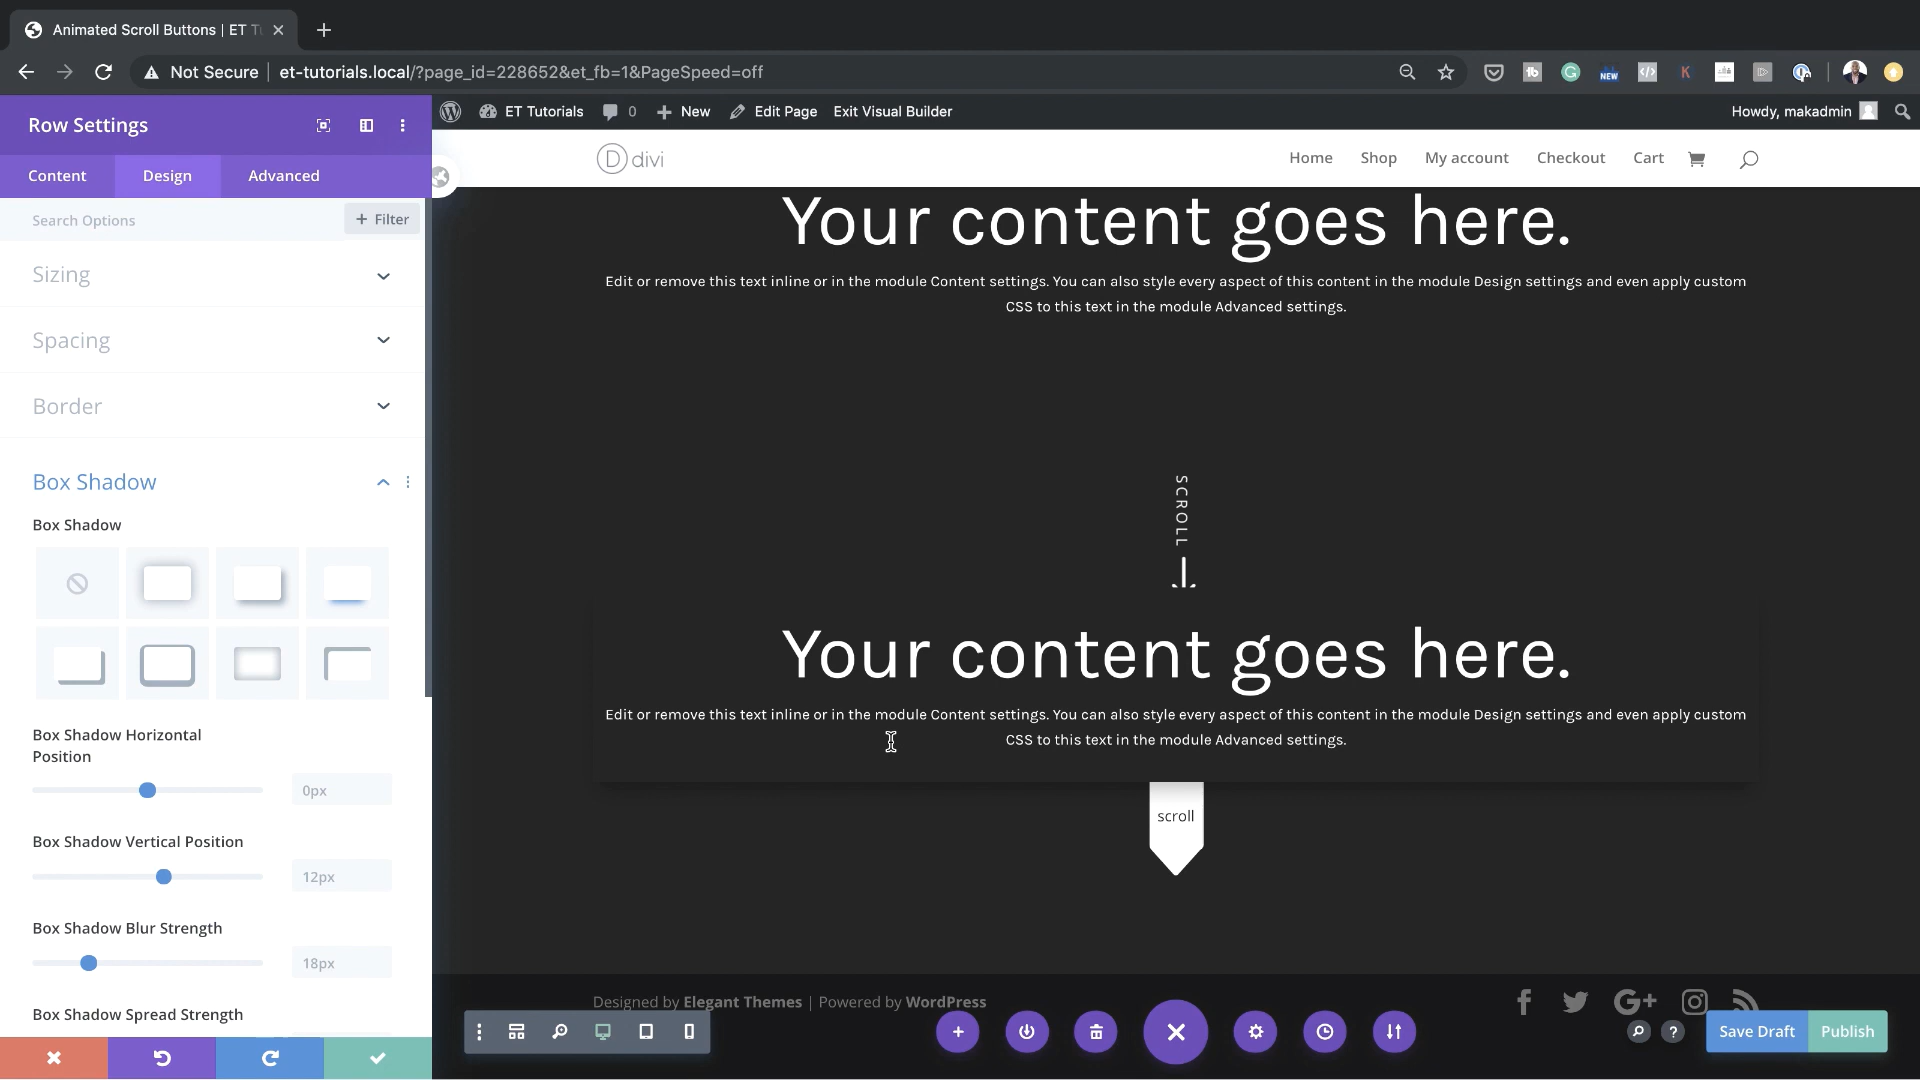 Animated Scroll Buttons | ET T
Not Secure
et-tutorials.local/?page_id=228652&et_fb=1&PageSpeed=off
NEW
K
ET Tutorials
0
New
Edit Page
Exit Visual Builder
Howdy, makadmin
Row Settings
Content
Design
Advanced
Search Options
+ Filter
Sizing
Spacing
Border
Box Shadow
Box Shadow
Box Shadow Horizontal
Position
0px
Box Shadow Vertical Position
12px
Box Shadow Blur Strength
18px
Box Shadow Spread Strength
D divi
Home
Shop
My account
Checkout
Cart
Your content goes here.
Edit or remove this text inline or in the module Content settings. You can also style every aspect of this content in the module Design settings and even apply custom
CSS to this text in the module Advanced settings.
SCROLL
Your content goes here.
Edit or remove this text inline or in the module Content settings. You can also style every aspect of this content in the module Design settings and even apply custom
CSS to this text in the module Advanced settings.
scroll
Designed by Elegant Themes | Powered by WordPress
G+
?
Save Draft
Publish